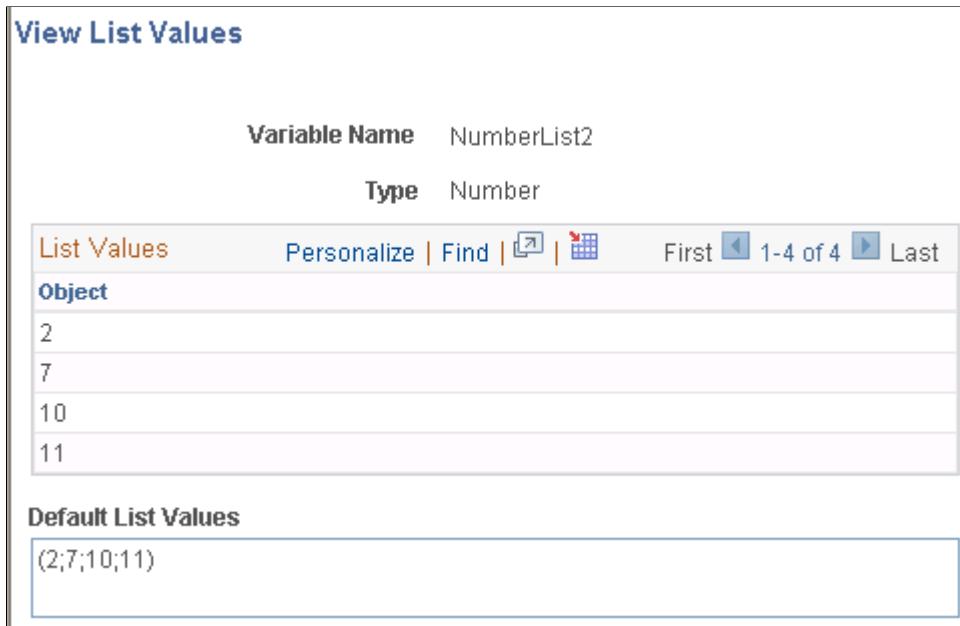 View List Values
Variable Name NumberList2
Type Number
List Values Personalize | Find | | First 1-4 of 4 Last
Object
2
7
10
11
Default List Values
(2;7;10;11)